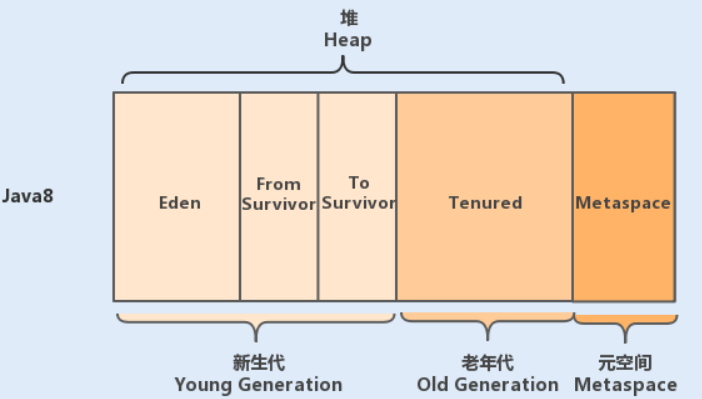 堆
Heap
Java8
Eden
From
Survivor
To
Survivor
Tenured
Metaspace
新生代
Young Generation
老年代
Old Generation
元空间
Metaspace